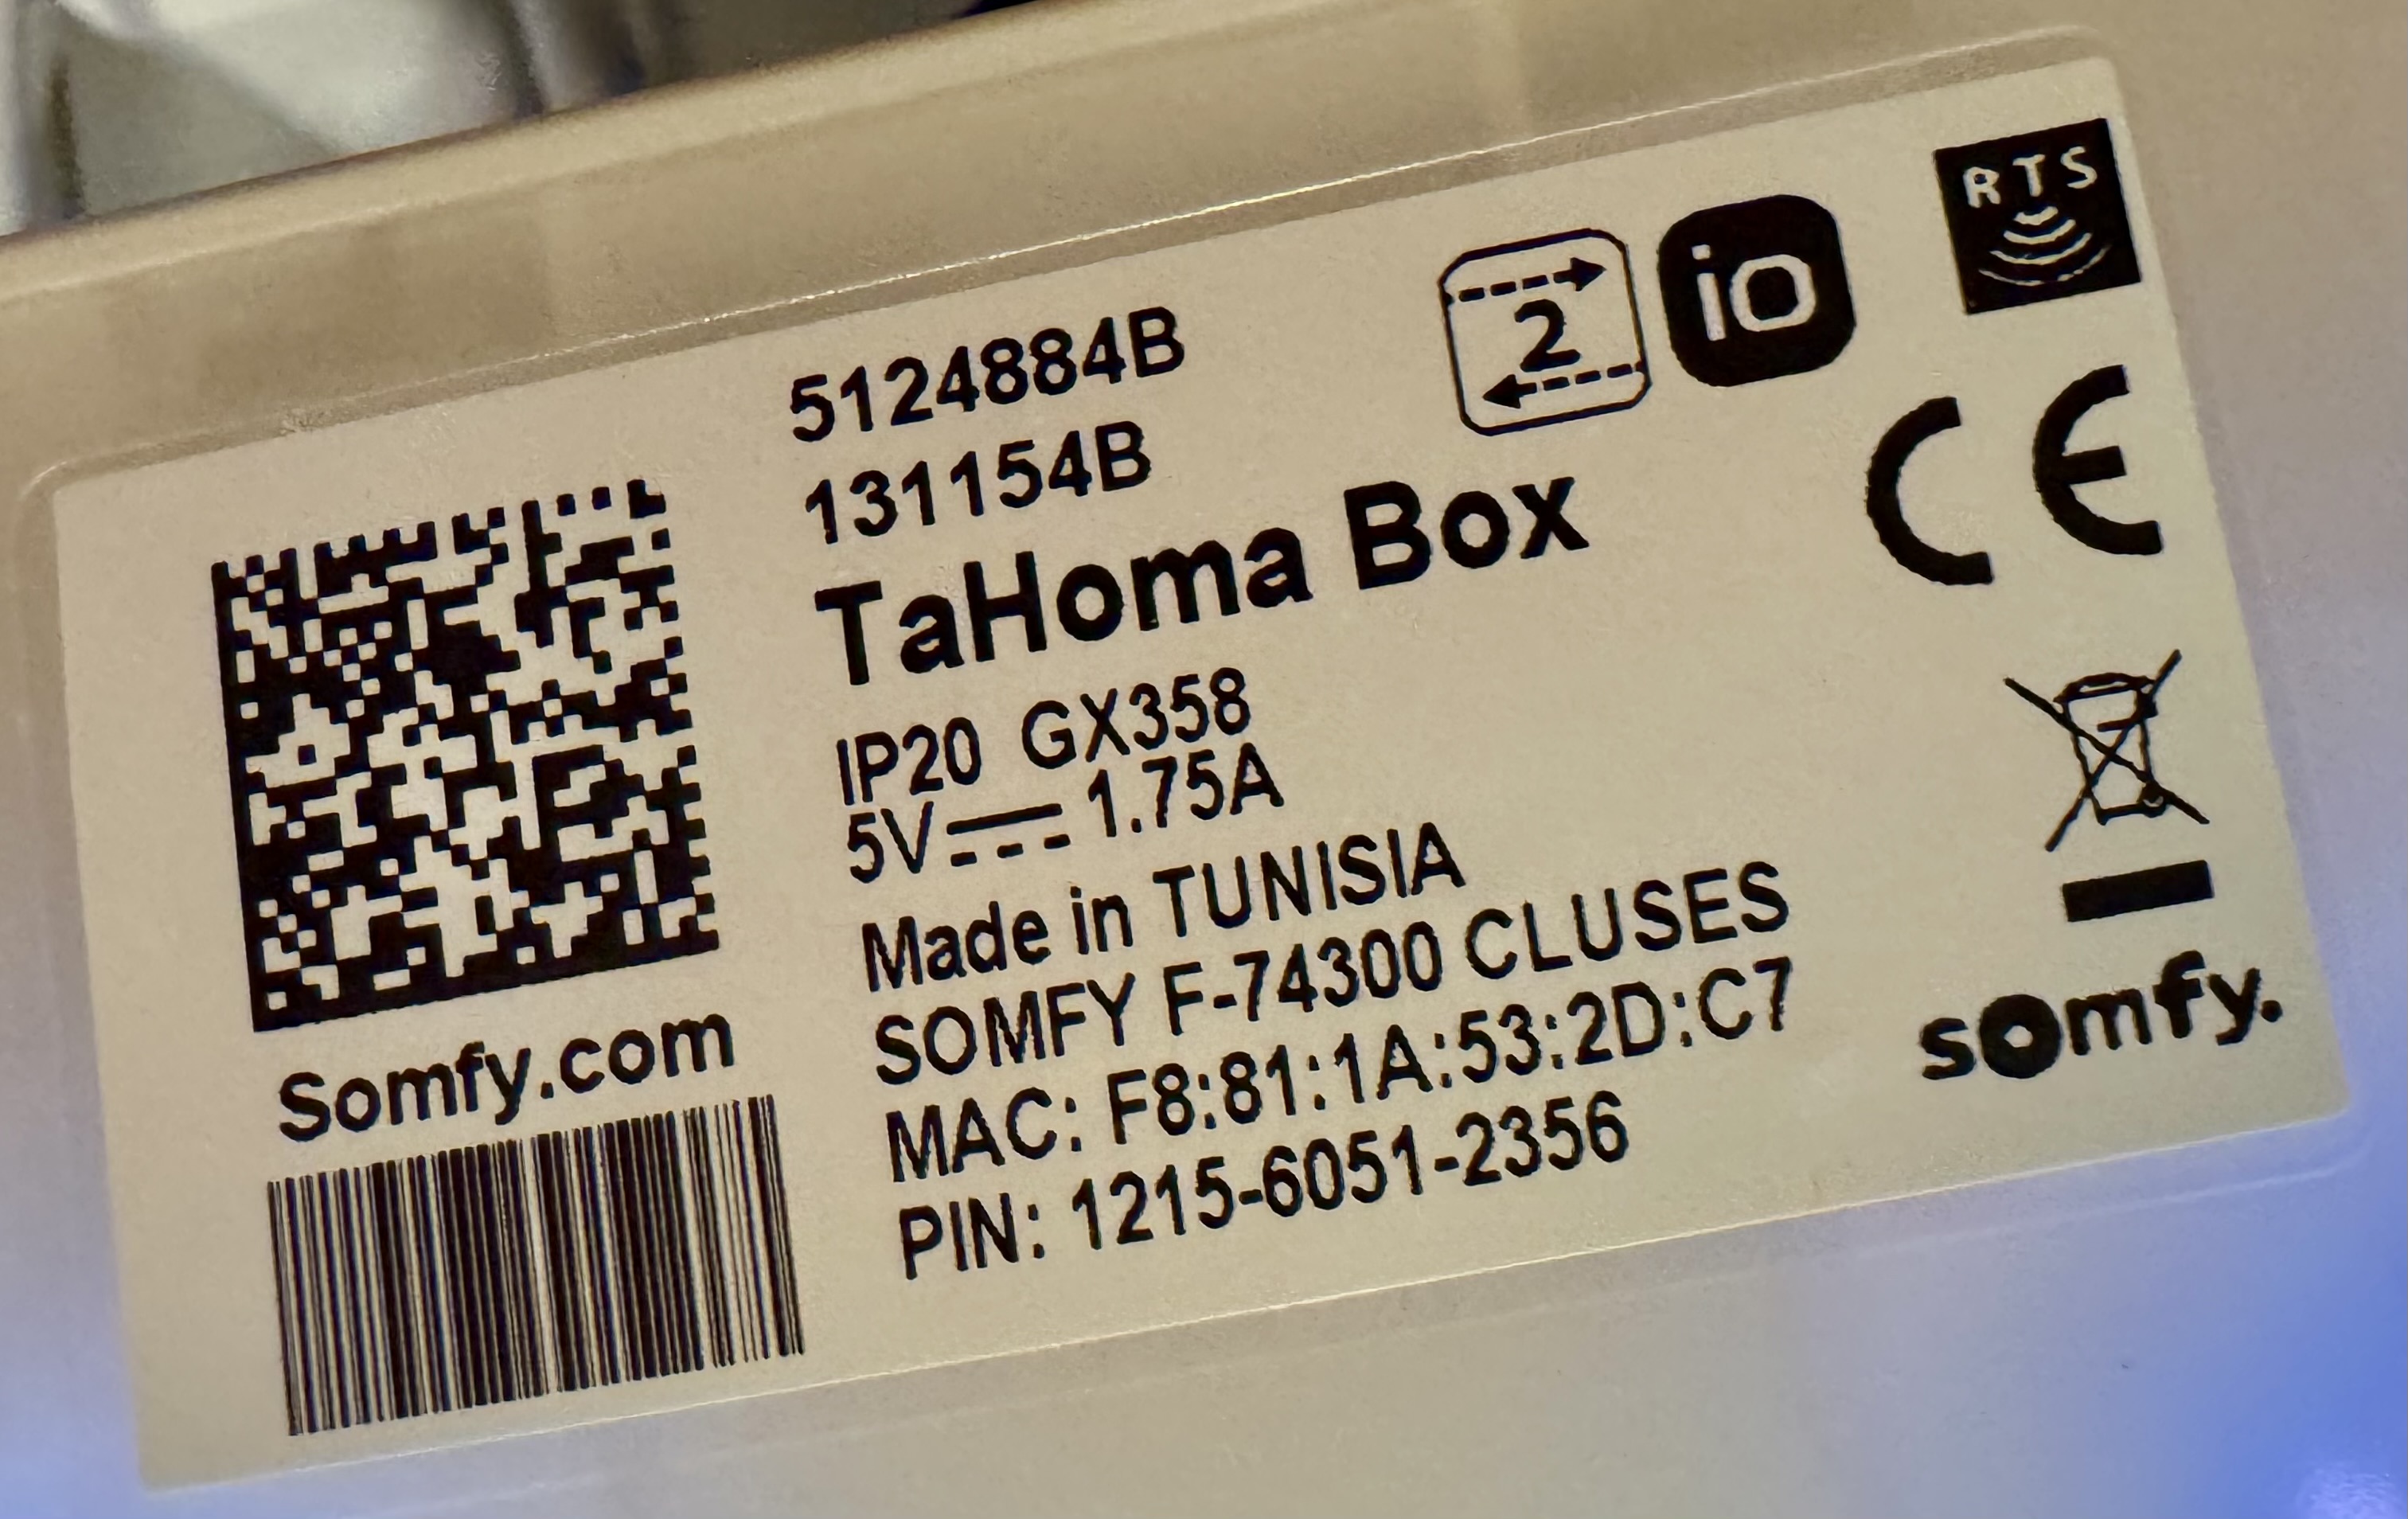 RTS
2
io
5124884B
131154B
TaHoma Box
IP20 GX358
5V 1.75A
Made in TUNISIA
SOMFY F-74300 CLUSES
MAC: F8:81:1A:53:2D:C7
PIN: 1215-6051-2356
CE
somfy.
Somfy.com